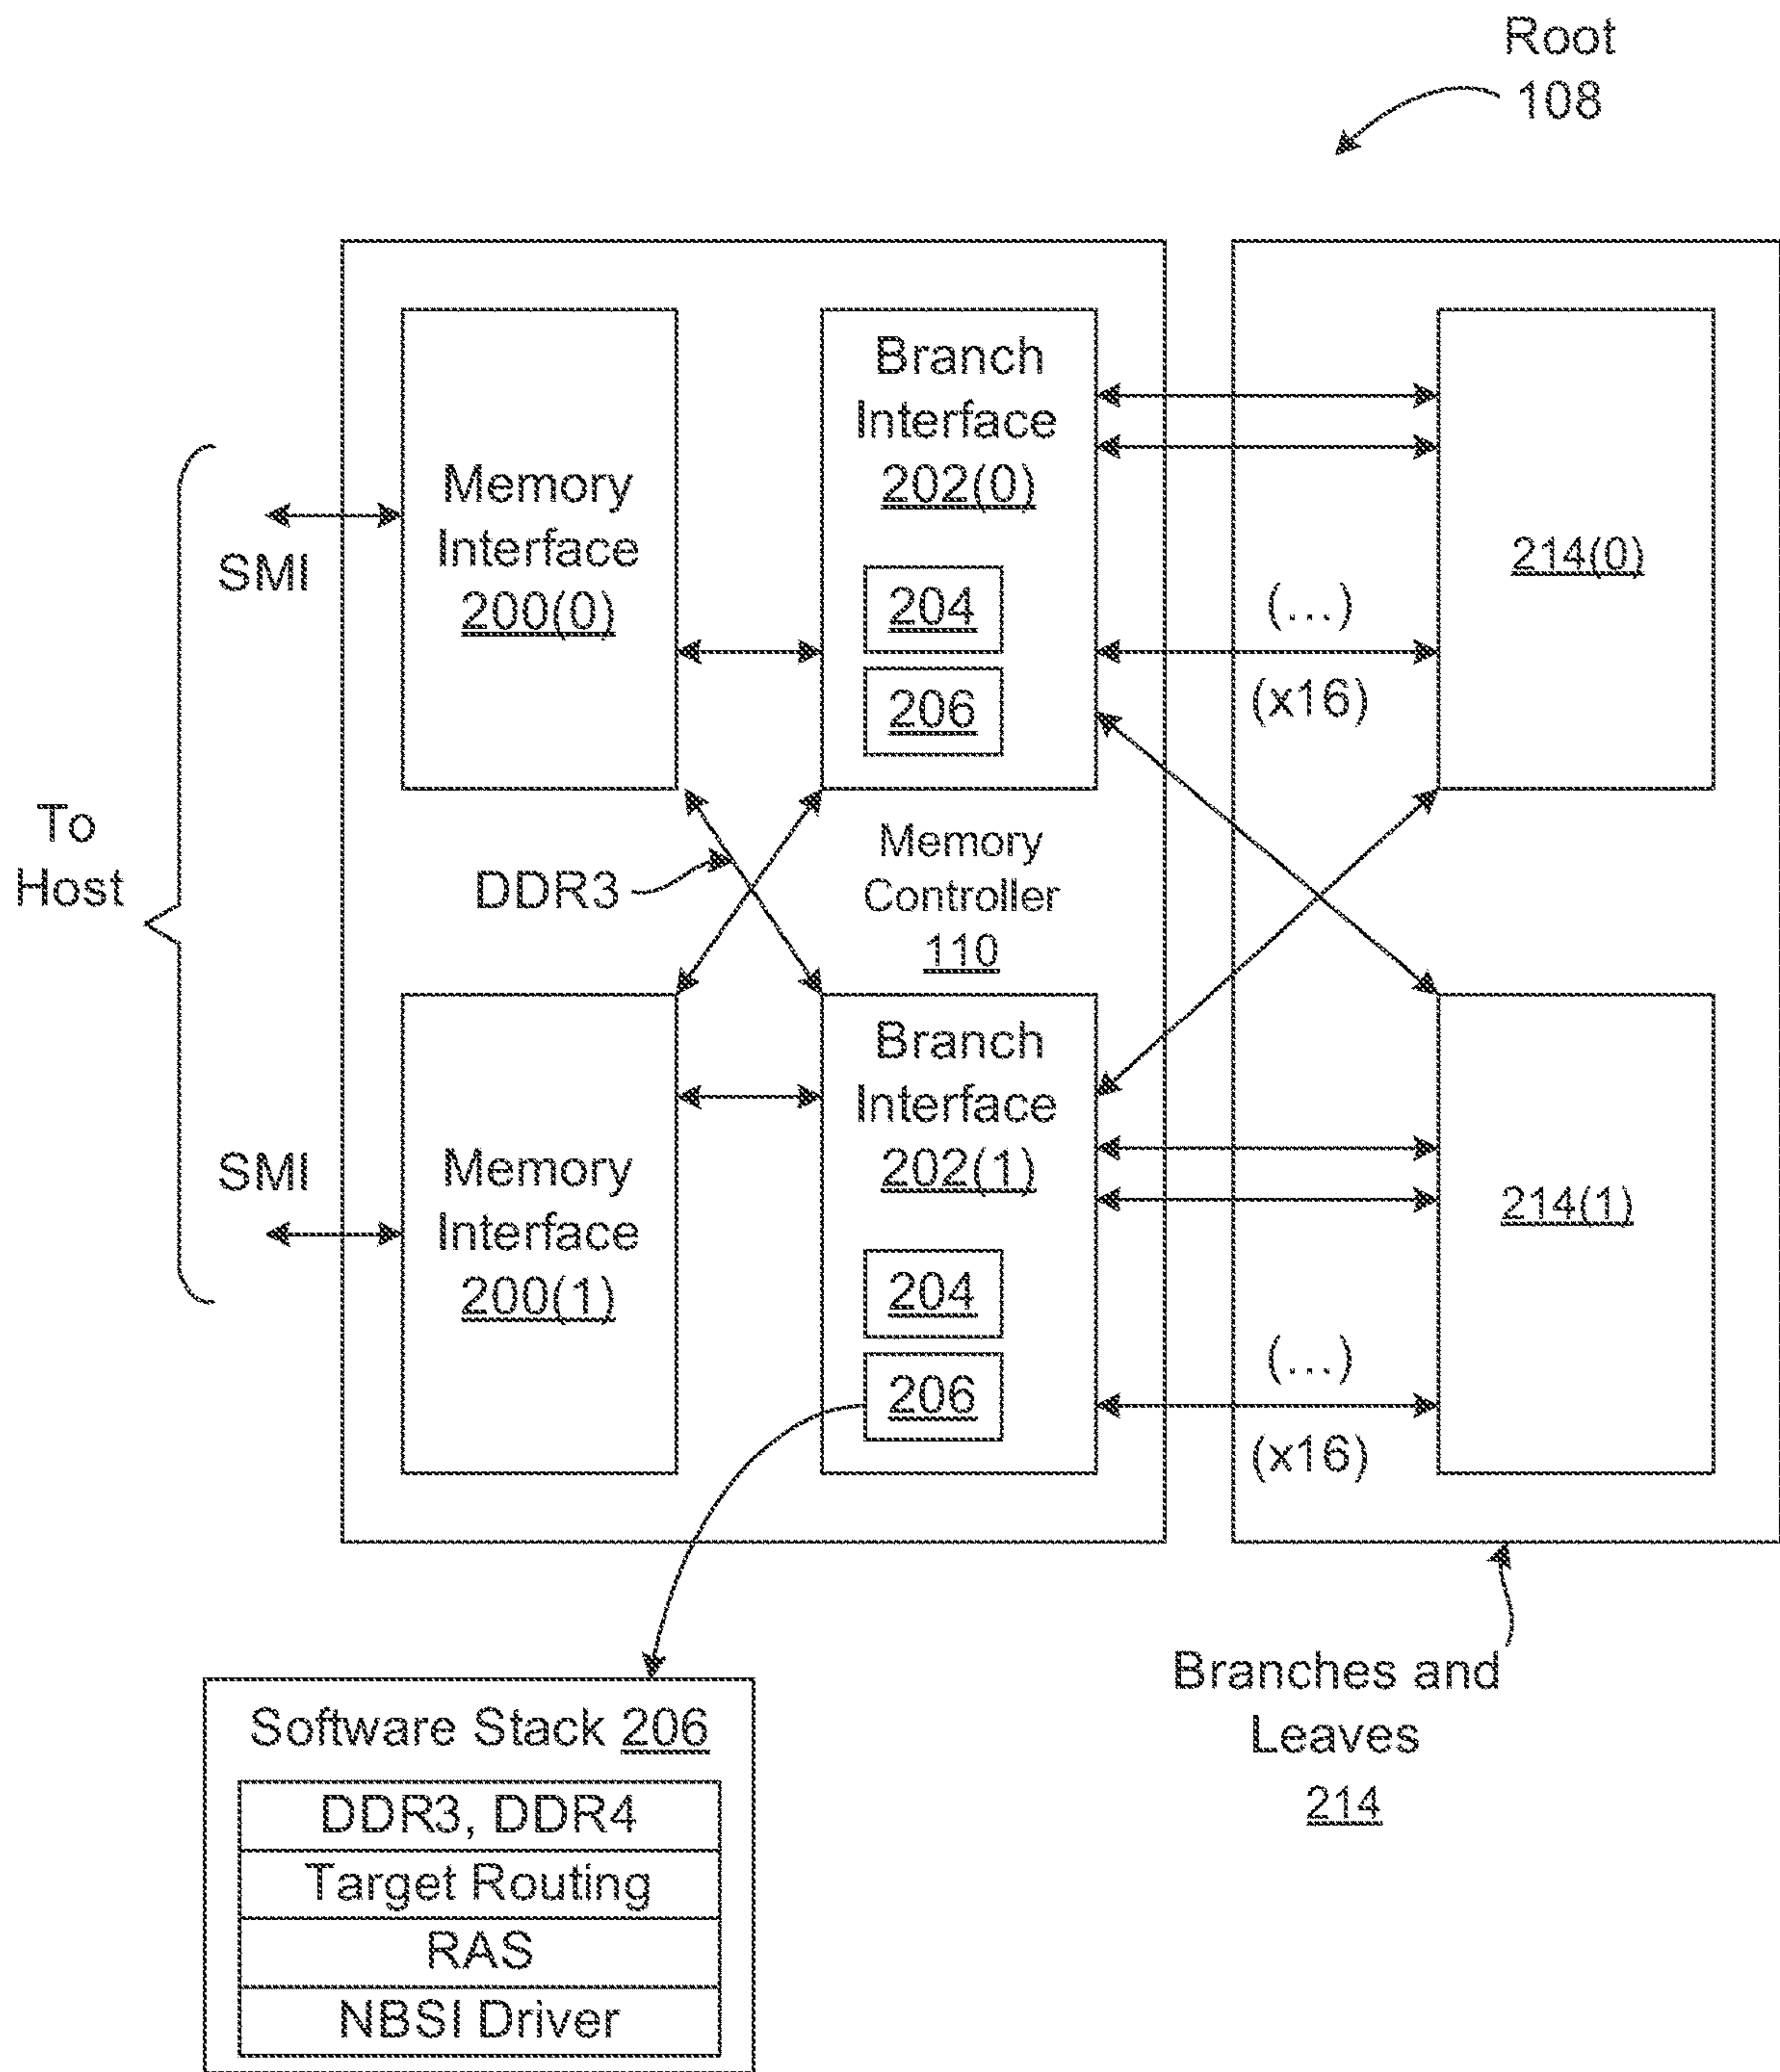 Root
108
Memory
Interface
200(0)
Branch
Interface
202(0)
204
206
214(0)
SMI
(...)
(x16)
To
Host
DDR3
Memory
Controller
110
SMI
Memory
Interface
200(1)
Branch
Interface
202(1)
204
206
214(1)
(...)
(x16)
Branches and
Leaves
214
Software Stack 206
DDR3, DDR4
Target Routing
RAS
NBSI Driver